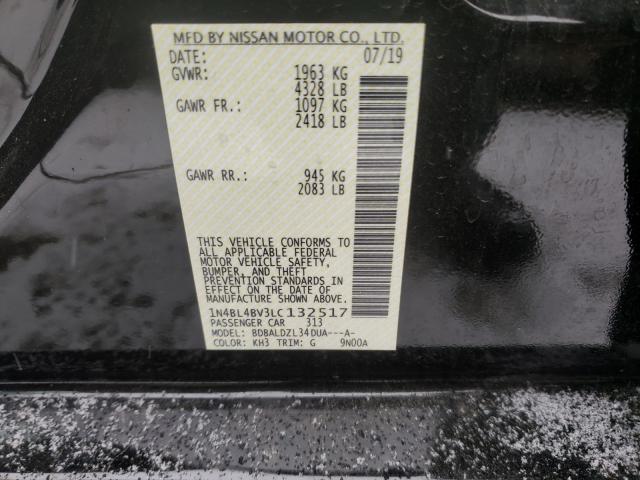 MFD BY NISSAN MOTOR CO., LTD.
DATE: 07/19
GVWR: 1963 KG
4328 LB
GAWR FR.: 1097 KG
2418 LB
GAWR RR.: 945 KG
2083 LB
THIS VEHICLE CONFORMS TO
ALL APPLICABLE FEDERAL
MOTOR VEHICLE SAFETY,
BUMPER, AND THEFT
PREVENTION STANDARDS IN
EFFECT ON THE DATE OF
MANUFACTURE SHOWN ABOVE.
1N4BL4BV3LC132517
PASSENGER CAR 313
MODEL: BDBALDZL34DUA---A-
COLOR: KH3 TRIM: G 9N00A